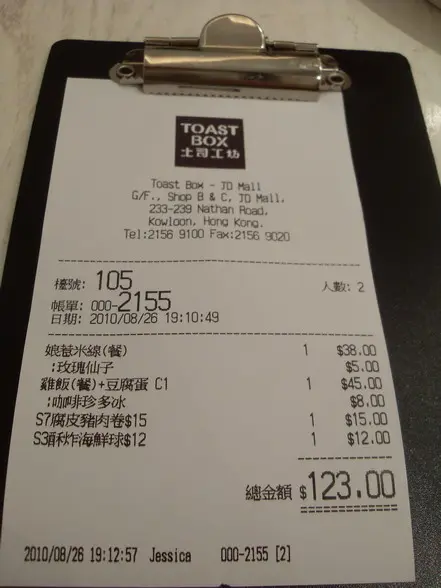 TOAST
BOX
土司工坊
Toast Box - JD Mall
G/F., Shop B & C, JD Mall,
233-239 Nathan Road,
Kowloon, Hong Kong.
Tel:2156 9100 Fax:2156 9020
檯號: 105 人數: 2
帳單: 000-2155
日期: 2010/08/26 19:10:49
娘惹米線(餐) 1 $38.00
:玫瑰仙子 $5.00
雞飯(餐)+豆腐蛋 C1 1 $45.00
:咖啡珍多冰 $8.00
S7腐皮豬肉卷$15 1 $15.00
S3酥炸海鮮球$12 1 $12.00
總金額 $123.00
2010/08/26 19:12:57 Jessica 000-2155 [2]